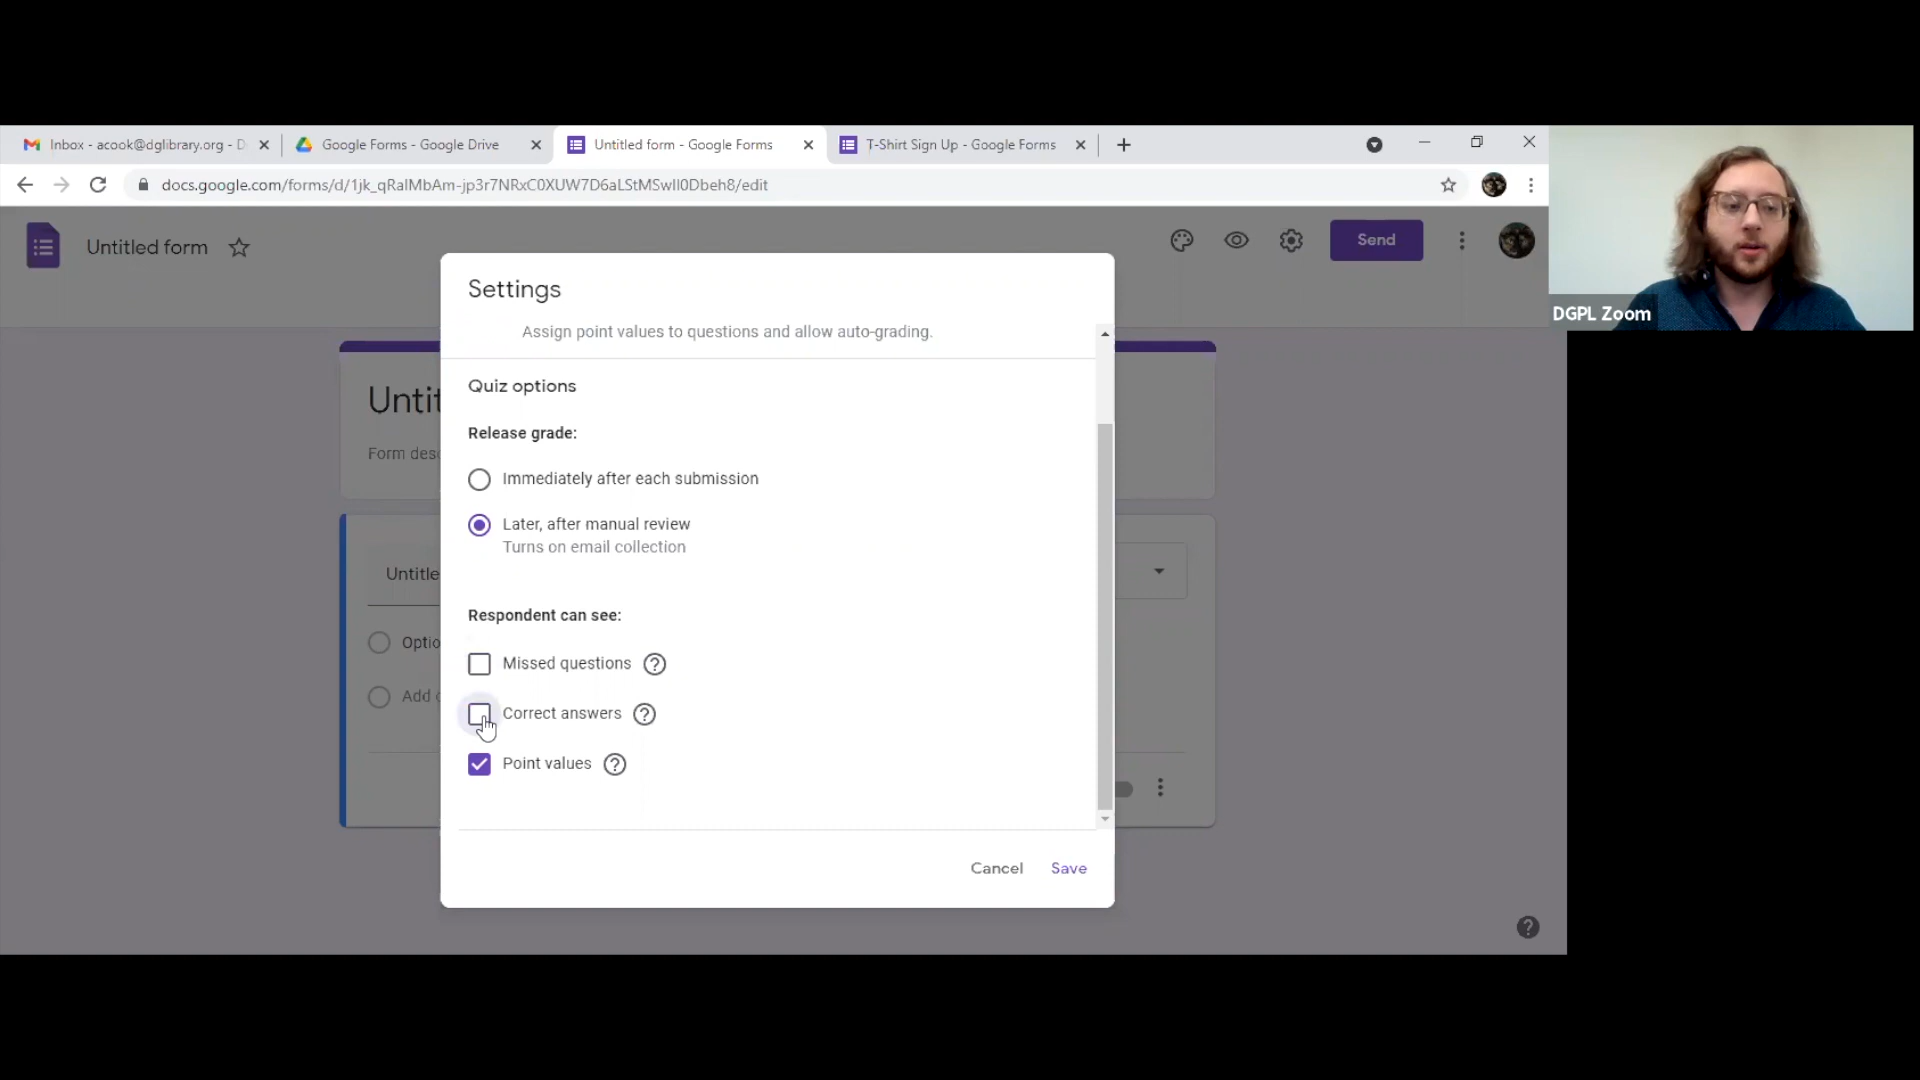 Inbox - acook@dglibrary.org - D
Google Forms - Google Drive
Untitled form - Google Forms
T-Shirt Sign Up - Google Forms
docs.google.com/forms/d/1jk_qRalMbAm-jp3r7NRxC0XUW7D6aLStMSwll0Dbeh8/edit
Untitled form
Send
DGPL Zoom
Settings
Assign point values to questions and allow auto-grading.
Untit
Form desc
Quiz options
Release grade:
Immediately after each submission
Later, after manual review
Turns on email collection
Untitle
Respondent can see:
Optio
Missed questions
Add o
Correct answers
Point values
Cancel Save